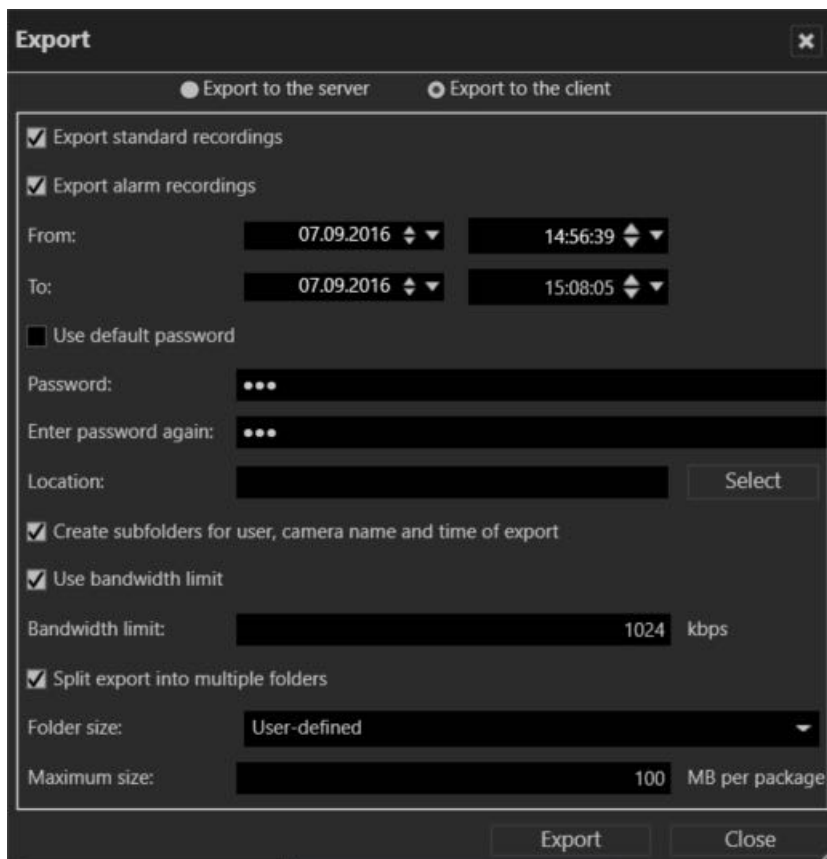 Export
Export to the server Export to the client
Export standard recordings
Export alarm recordings
From: 07.09.2016 14:56:39
To: 07.09.2016 15:08:05
Use default password
Password: •••
Enter password again: •••
Location: Select
Create subfolders for user, camera name and time of export
Use bandwidth limit
Bandwidth limit: 1024 kbps
Split export into multiple folders
Folder size: User-defined
Maximum size: 100 MB per package
Export Close